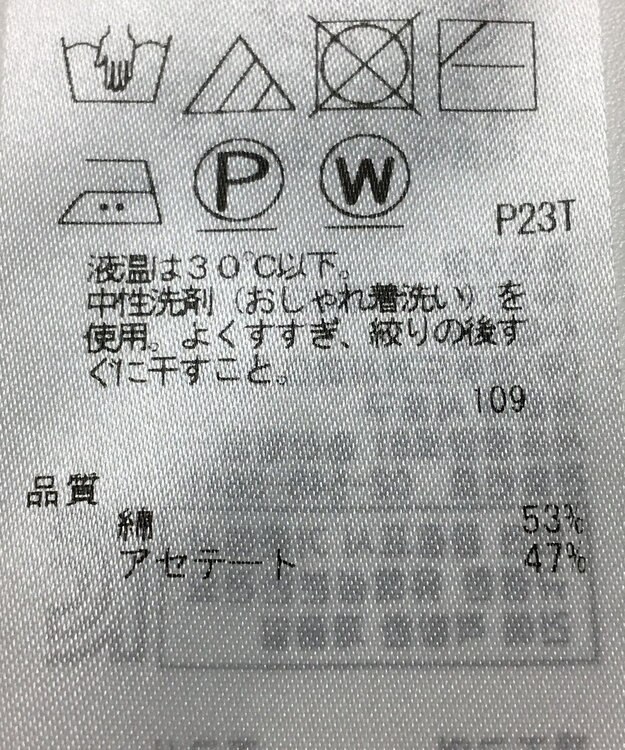 P W
P23T
液温は30℃以下。
中性洗剤（おしゃれ着洗い）を
使用。よくすすぎ、絞りの後す
ぐに干すこと。
109
品質
綿 53%
アセテート 47%